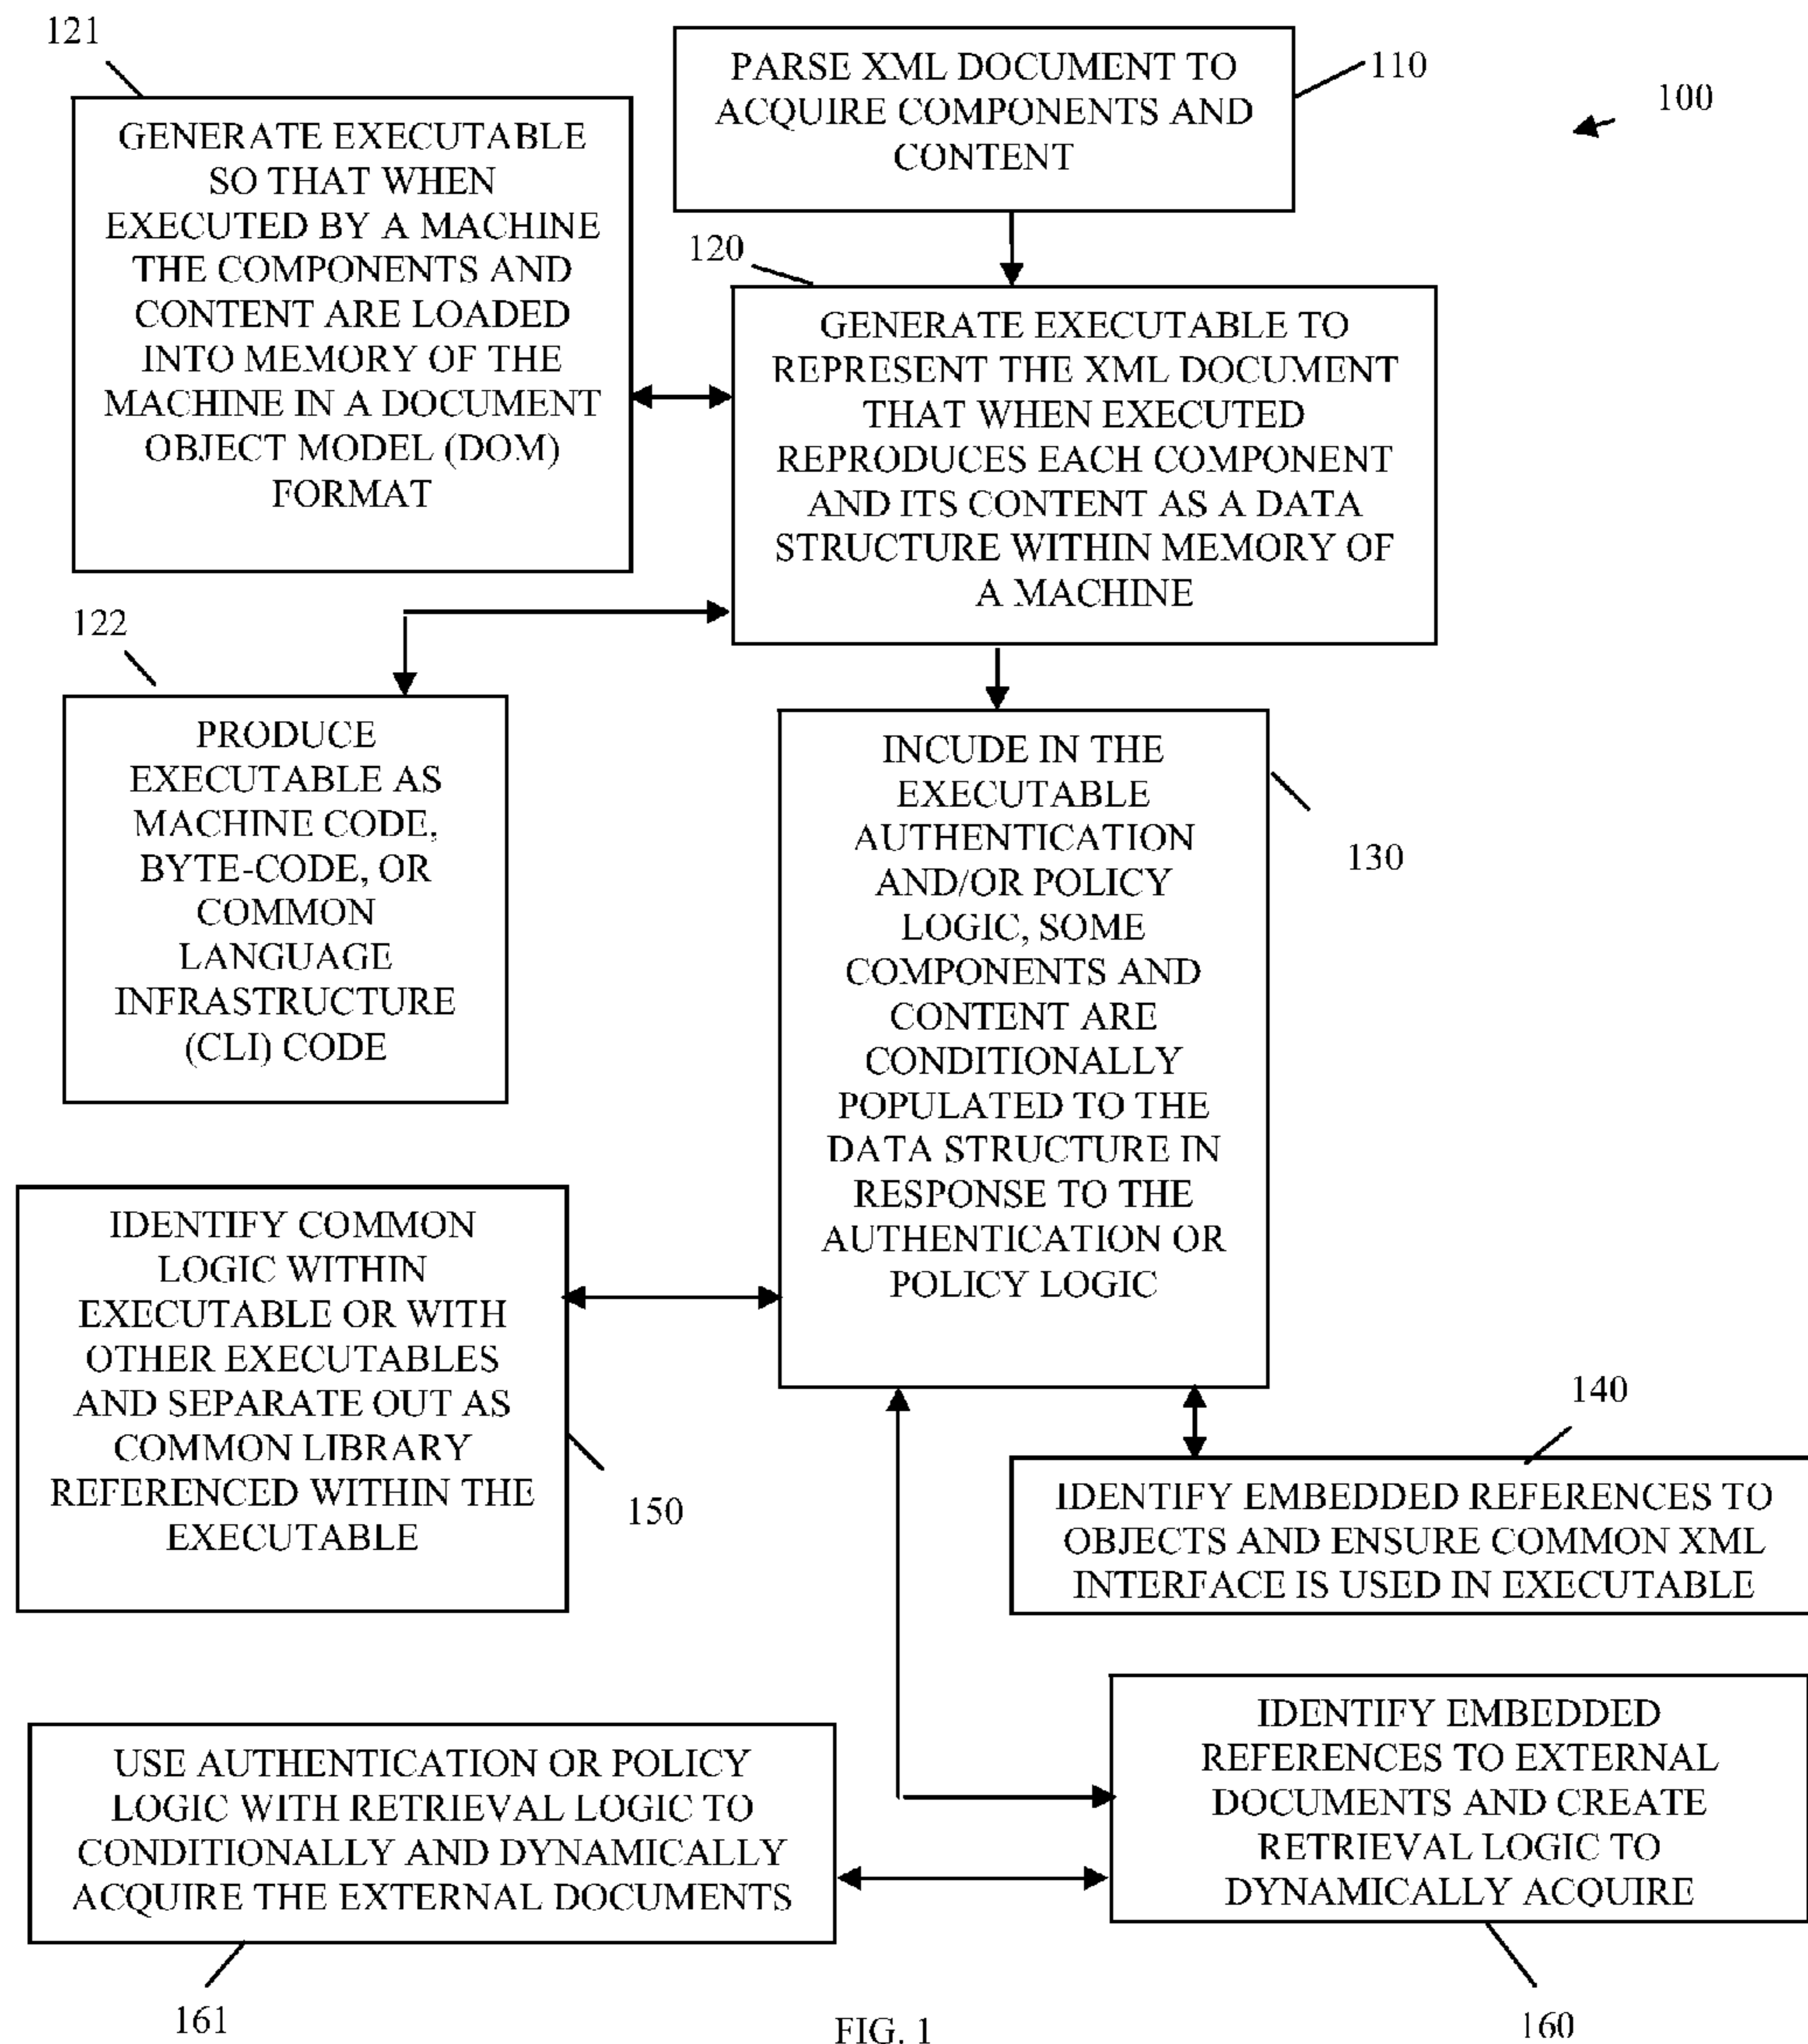 121
PARSE XML DOCUMENT TO
ACQUIRE COMPONENTS AND
CONTENT
110
100
GENERATE EXECUTABLE
SO THAT WHEN
EXECUTED BY A MACHINE
THE COMPONENTS AND
CONTENT ARE LOADED
INTO MEMORY OF THE
MACHINE IN A DOCUMENT
OBJECT MODEL (DOM)
FORMAT
120
GENERATE EXECUTABLE TO
REPRESENT THE XML DOCUMENT
THAT WHEN EXECUTED
REPRODUCES EACH COMPONENT
AND ITS CONTENT AS A DATA
STRUCTURE WITHIN MEMORY OF
A MACHINE
122
PRODUCE
EXECUTABLE AS
MACHINE CODE,
BYTE-CODE, OR
COMMON
LANGUAGE
INFRASTRUCTURE
(CLI) CODE
INCUDE IN THE
EXECUTABLE
AUTHENTICATION
AND/OR POLICY
LOGIC, SOME
COMPONENTS AND
CONTENT ARE
CONDITIONALLY
POPULATED TO THE
DATA STRUCTURE IN
RESPONSE TO THE
AUTHENTICATION OR
POLICY LOGIC
130
IDENTIFY COMMON
LOGIC WITHIN
EXECUTABLE OR WITH
OTHER EXECUTABLES
AND SEPARATE OUT AS
COMMON LIBRARY
REFERENCED WITHIN THE
EXECUTABLE
150
140
IDENTIFY EMBEDDED REFERENCES TO
OBJECTS AND ENSURE COMMON XML
INTERFACE IS USED IN EXECUTABLE
USE AUTHENTICATION OR POLICY
LOGIC WITH RETRIEVAL LOGIC TO
CONDITIONALLY AND DYNAMICALLY
ACQUIRE THE EXTERNAL DOCUMENTS
IDENTIFY EMBEDDED
REFERENCES TO EXTERNAL
DOCUMENTS AND CREATE
RETRIEVAL LOGIC TO
DYNAMICALLY ACQUIRE
161
FIG. 1
160